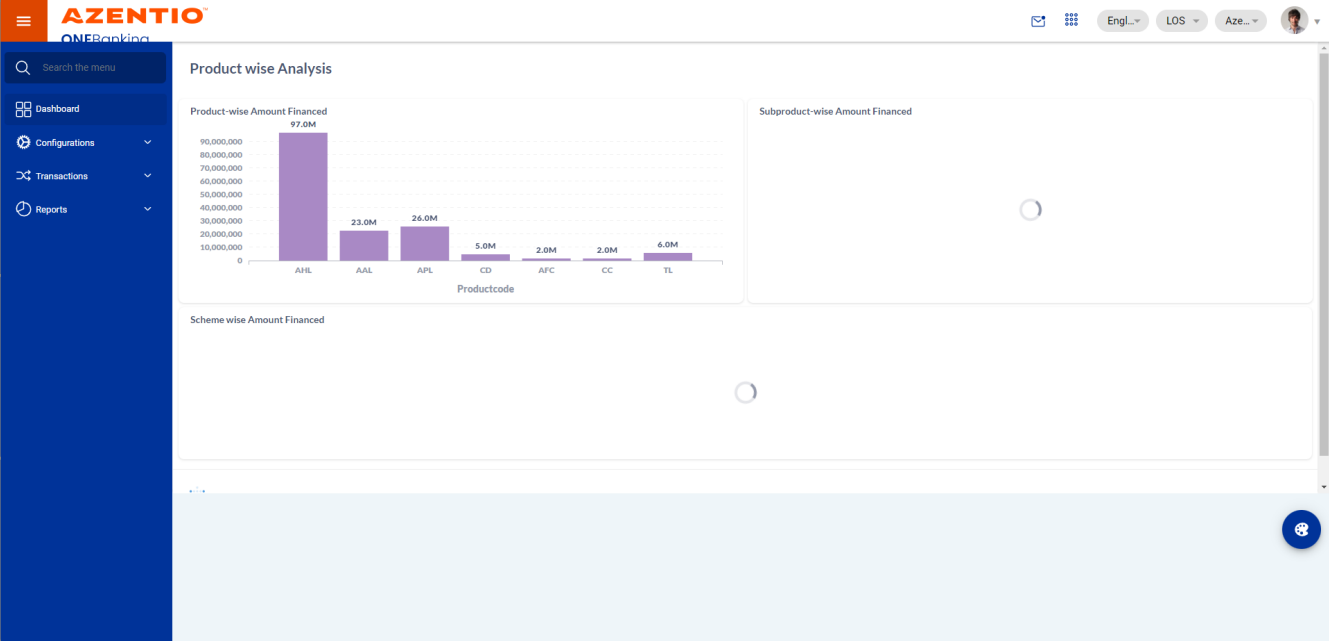 AZENTIO™
ONEBanking
Engl...
LOS
Aze...
Search the menu
Dashboard
Configurations
Transactions
Reports
Product wise Analysis
Product-wise Amount Financed
97.0M
90,000,000
80,000,000
70,000,000
60,000,000
50,000,000
40,000,000
30,000,000
20,000,000
10,000,000
0
23.0M
26.0M
5.0M
2.0M
2.0M
6.0M
AHL AAL APL CD AFC CC TL
Productcode
Subproduct-wise Amount Financed
Scheme wise Amount Financed